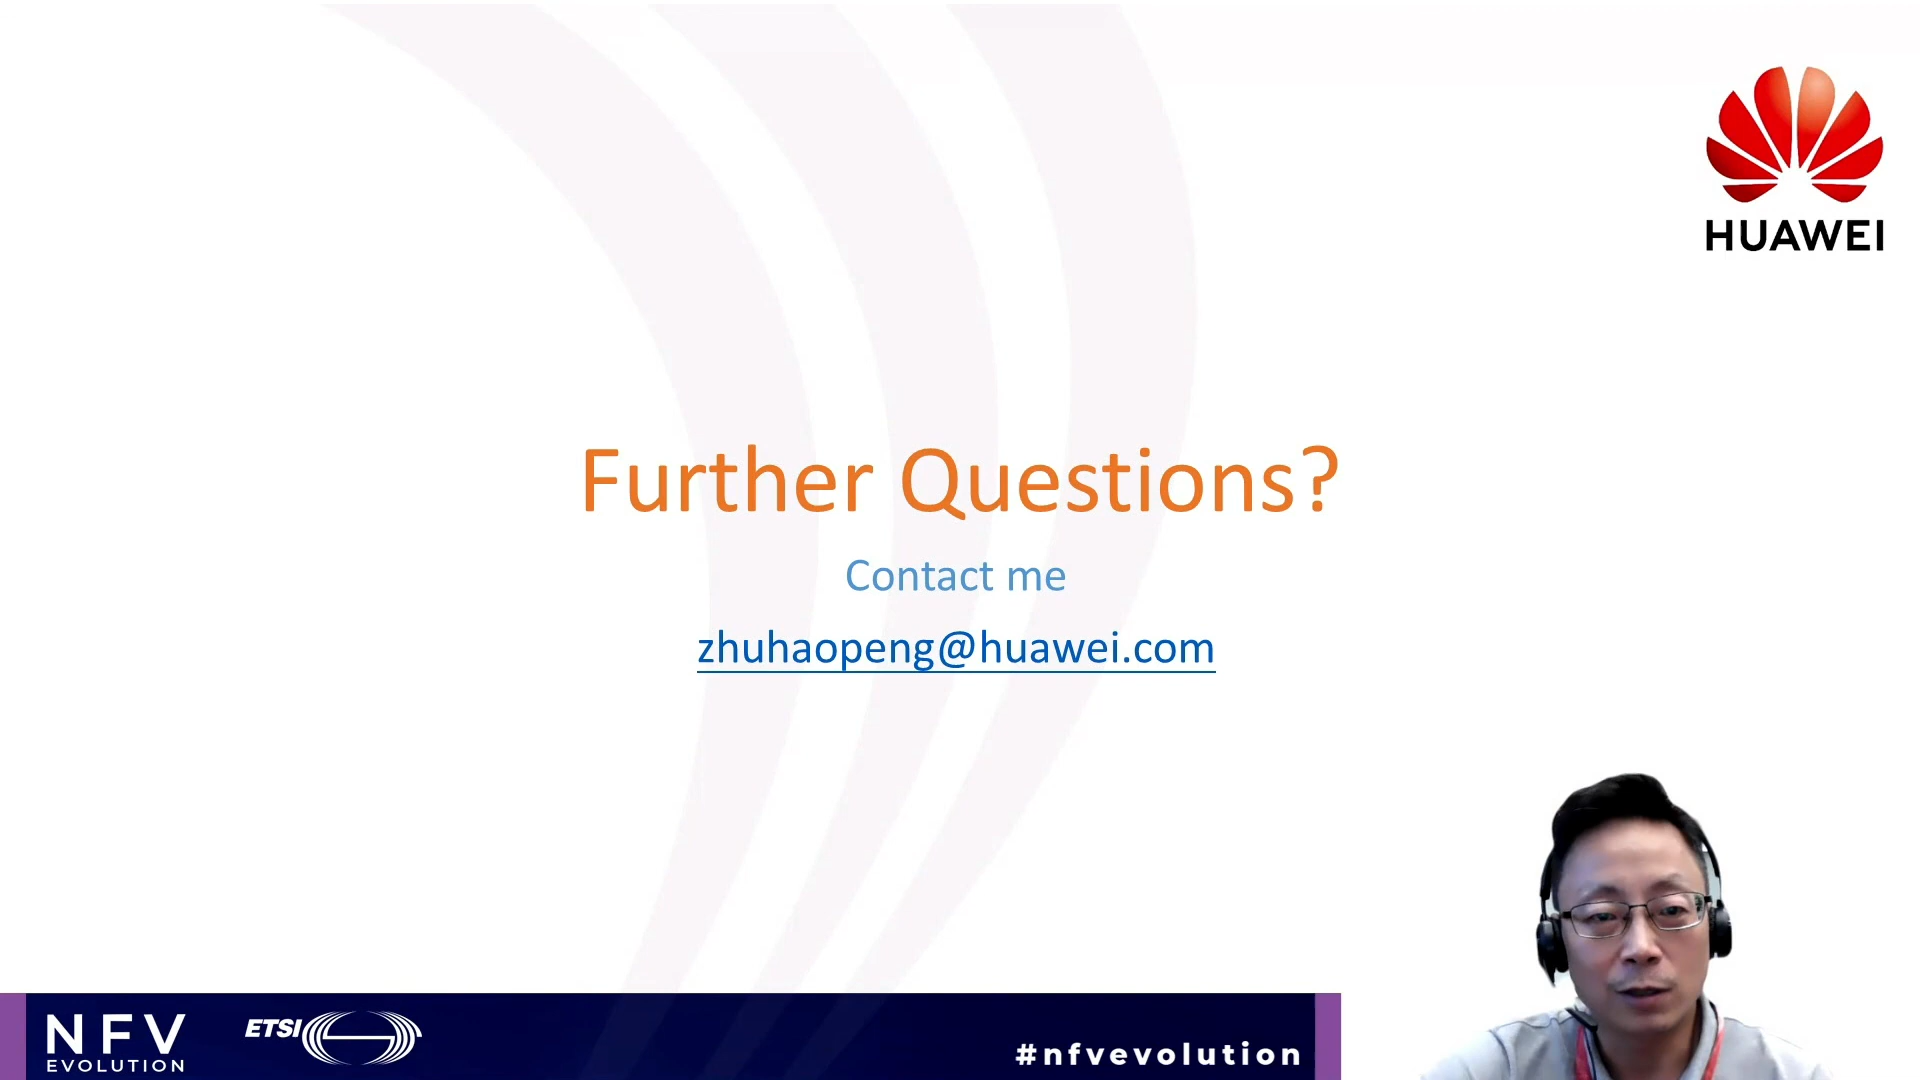 HUAWEI
Further Questions?
Contact me
zhuhaopeng@huawei.com
NFV
EVOLUTION
ETSI
#nfvevolution